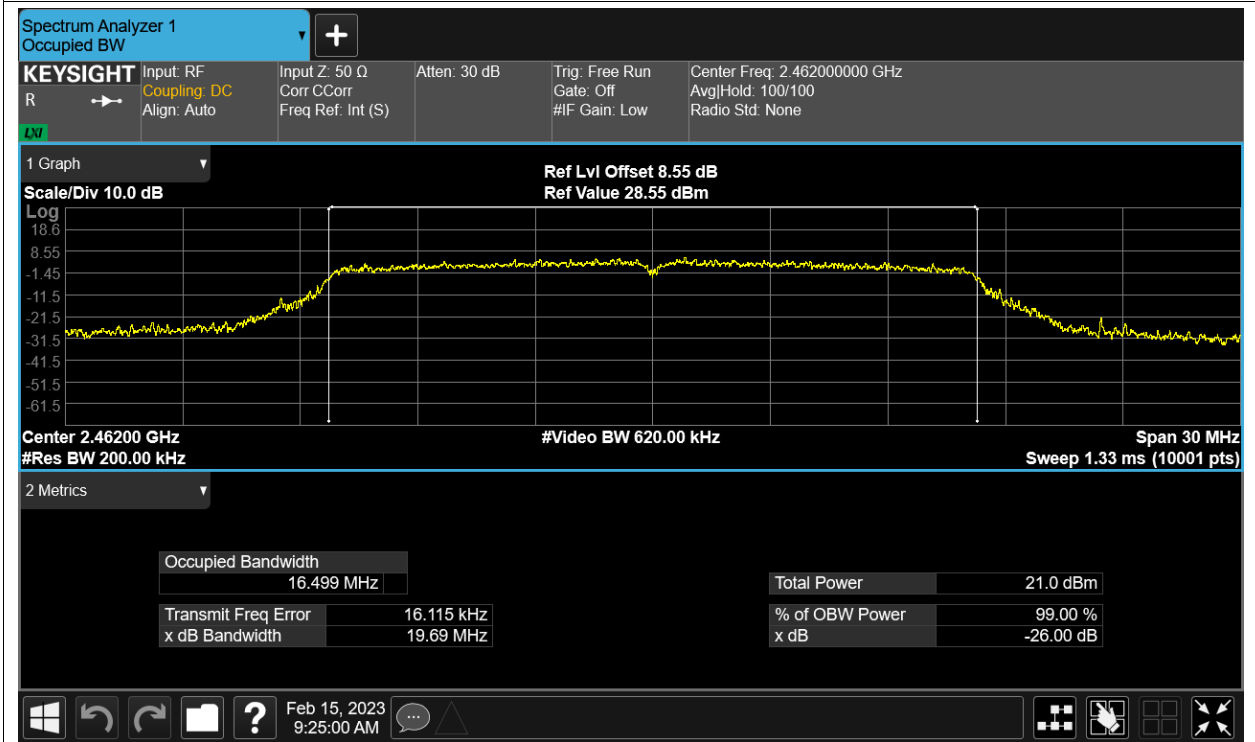 Spectrum Analyzer 1
Occupied BW
KEYSIGHT
R
LXI
Input: RF
Coupling: DC
Align: Auto
Input Z: 50 Ω
Corr CCorr
Freq Ref: Int (S)
Atten: 30 dB
Trig: Free Run
Gate: Off
#IF Gain: Low
Center Freq: 2.462000000 GHz
Avg|Hold: 100/100
Radio Std: None
1 Graph
Scale/Div 10.0 dB
Ref Lvl Offset 8.55 dB
Ref Value 28.55 dBm
Log
18.6
8.55
-1.45
-11.5
-21.5
-31.5
-41.5
-51.5
-61.5
Center 2.46200 GHz
#Video BW 620.00 kHz
Span 30 MHz
#Res BW 200.00 kHz
Sweep 1.33 ms (10001 pts)
2 Metrics
Occupied Bandwidth
16.499 MHz
Total Power 21.0 dBm
Transmit Freq Error 16.115 kHz
% of OBW Power 99.00 %
x dB Bandwidth 19.69 MHz
x dB -26.00 dB
?
Feb 15, 2023
9:25:00 AM